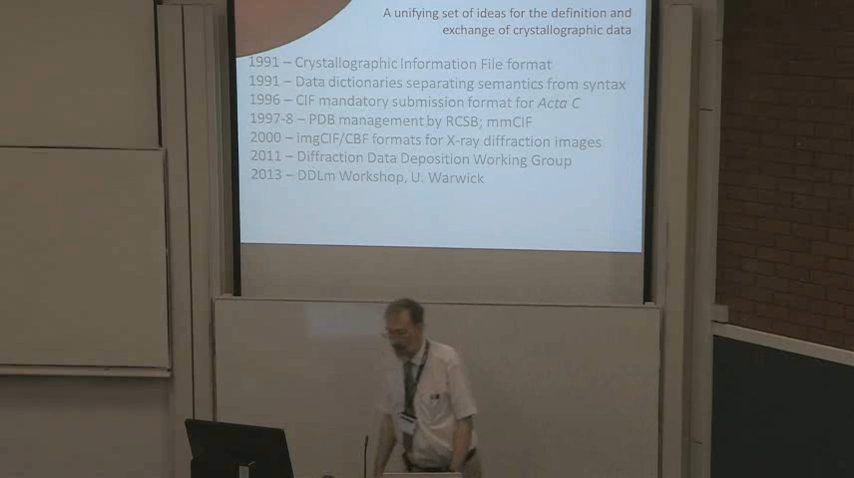 A unifying set of ideas for the definition and
exchange of crystallographic data
1991 – Crystallographic Information File format
1991 – Data dictionaries separating semantics from syntax
1996 – CIF mandatory submission format for Acta C
1997-8 – PDB management by RCSB; mmCIF
2000 – imgCIF/CBF formats for X-ray diffraction images
2011 – Diffraction Data Deposition Working Group
2013 – DDLm Workshop, U. Warwick